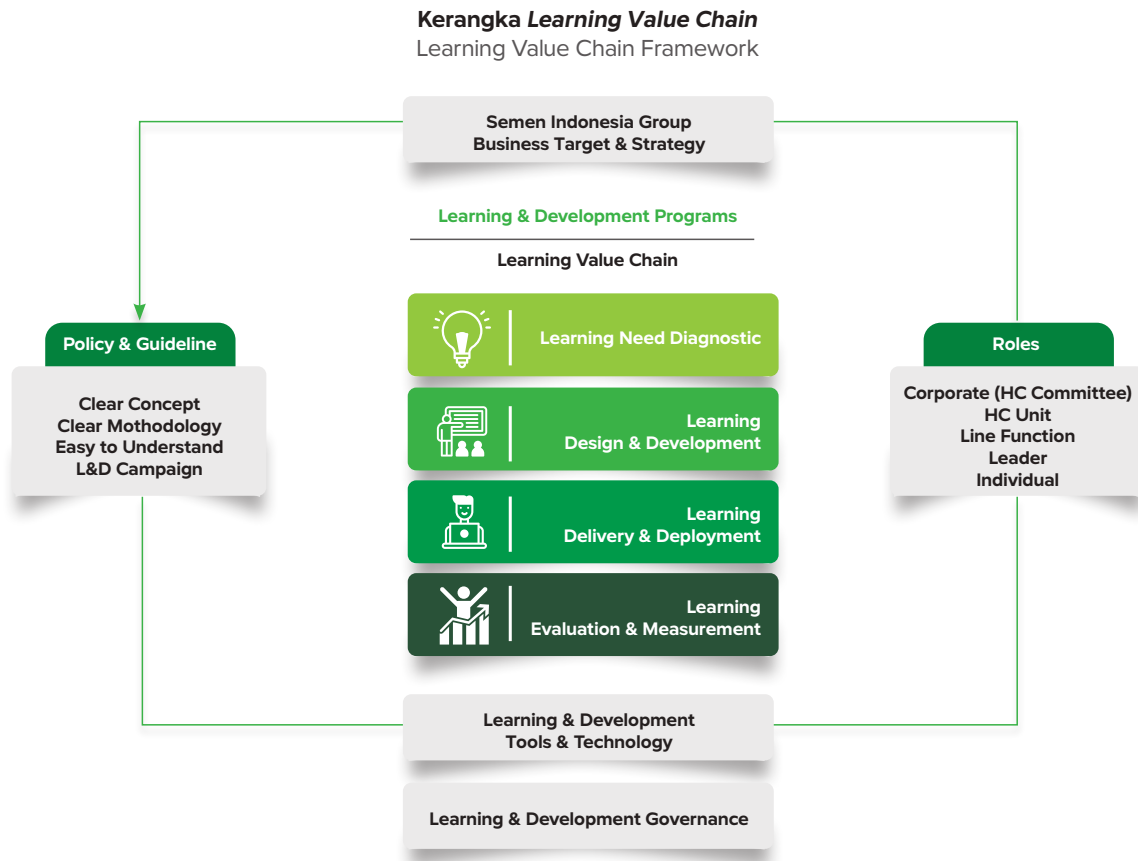 Kerangka Learning Value Chain
Learning Value Chain Framework
Semen Indonesia Group
Business Target & Strategy
Learning & Development Programs
Learning Value Chain
Learning Need Diagnostic
Learning
Design & Development
Learning
Delivery & Deployment
Learning
Evaluation & Measurement
Policy & Guideline
Clear Concept
Clear Mothodology
Easy to Understand
L&D Campaign
Roles
Corporate (HC Committee)
HC Unit
Line Function
Leader
Individual
Learning & Development
Tools & Technology
Learning & Development Governance